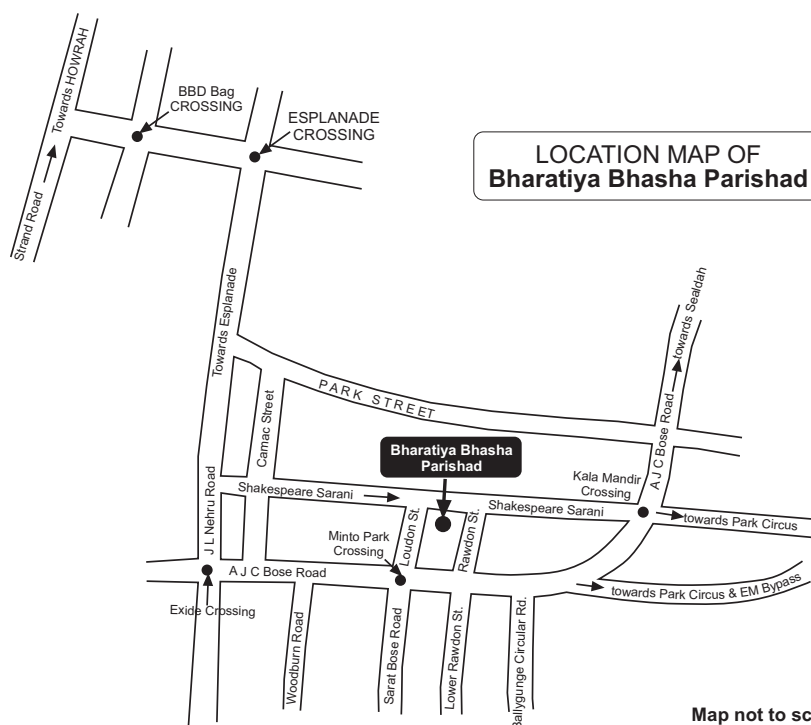 Towards HOWRAH
Strand Road
BBD Bag
CROSSING
ESPLANADE
CROSSING
LOCATION MAP OF
Bharatiya Bhasha Parishad
Towards Esplanade
towards Sealdah
PARK STREET
Camac Street
A J C Bose Road
Bharatiya Bhasha
Parishad
Kala Mandir
Crossing
J L Nehru Road
Shakespeare Sarani
Shakespeare Sarani
towards Park Circus
Loudon St.
Rawdon St.
Minto Park
Crossing
A J C Bose Road
towards Park Circus & EM Bypass
Exide Crossing
Woodburn Road
Sarat Bose Road
Lower Rawdon St.
Ballygunge Circular Rd.
Map not to sc